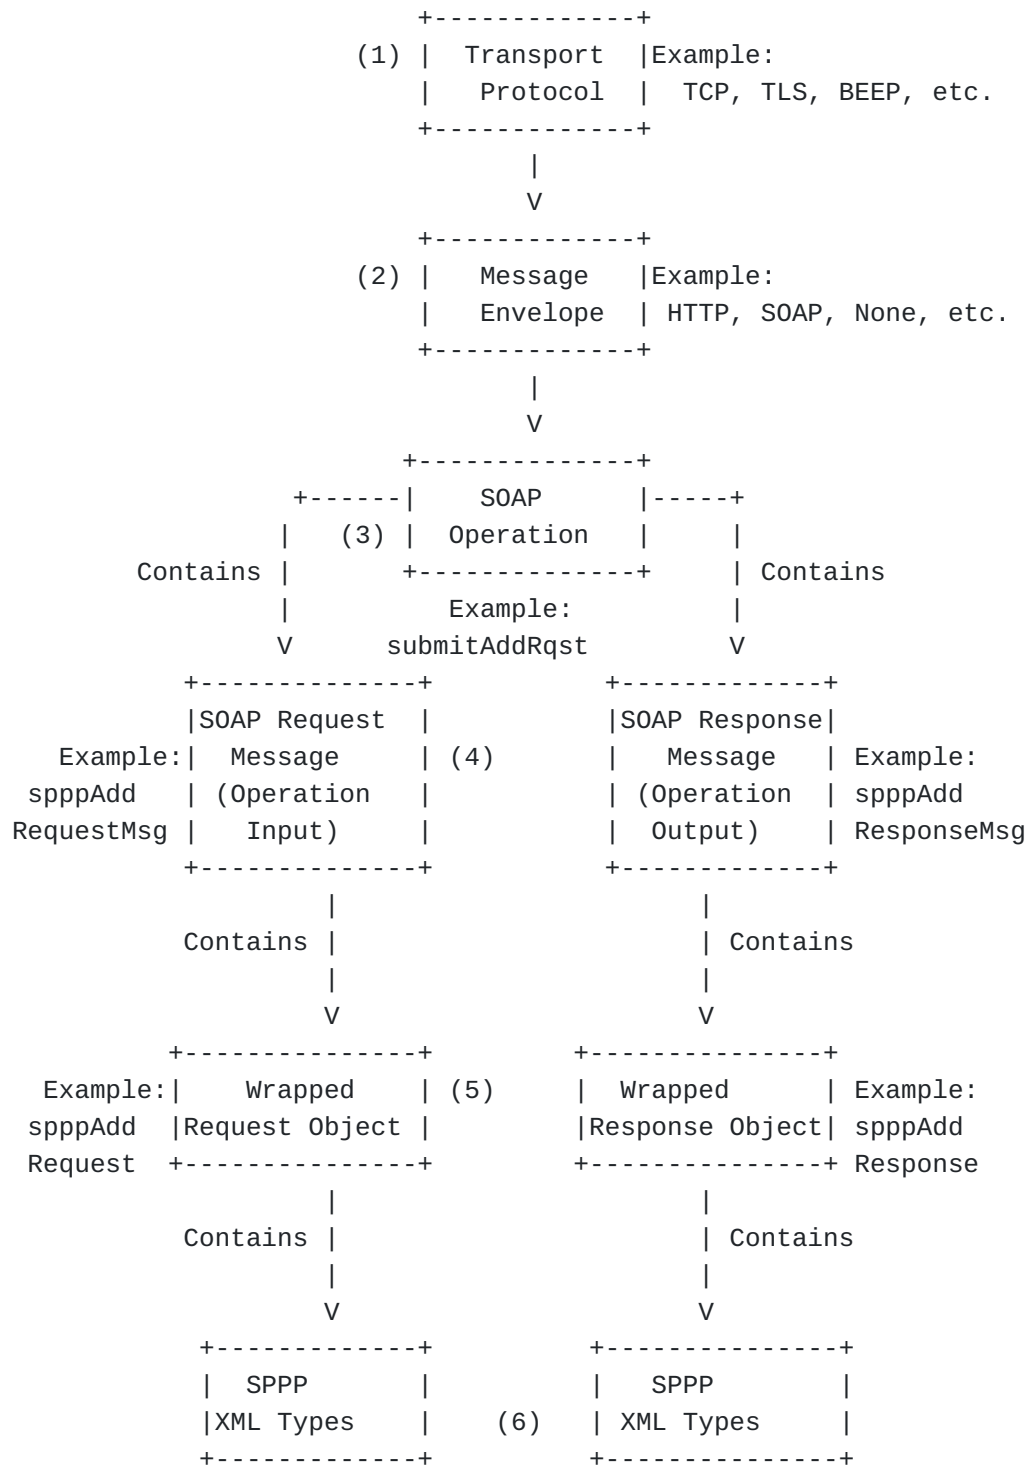 +-------------+
                      (1) |  Transport  |Example:
                          |   Protocol  |  TCP, TLS, BEEP, etc.
                          +-------------+
                                 |
                                 V
                          +-------------+
                      (2) |   Message   |Example:
                          |   Envelope  | HTTP, SOAP, None, etc.
                          +-------------+
                                 |
                                 V
                         +--------------+
                  +------|    SOAP      |-----+
                 |   (3) |  Operation   |     |
        Contains |       +--------------+     | Contains
                 |          Example:          |
                 V      submitAddRqst         V
           +--------------+           +-------------+
           |SOAP Request  |           |SOAP Response|
   Example:|  Message     | (4)       |   Message   | Example:
 spppAdd   | (Operation   |           | (Operation  | spppAdd
RequestMsg |   Input)     |           |  Output)    | ResponseMsg
           +--------------+           +-------------+
                    |                       |
           Contains |                       | Contains
                    |                       |
                    V                       V
          +---------------+         +---------------+
  Example:|    Wrapped    | (5)     |  Wrapped      | Example:
 spppAdd  |Request Object |         |Response Object| spppAdd
 Request  +---------------+         +---------------+ Response
                    |                       |
           Contains |                       | Contains
                    |                       |
                    V                       V
            +-------------+          +---------------+
            |  SPPP       |          |   SPPP        |
            |XML Types    |    (6)   | XML Types     |
            +-------------+          +---------------+